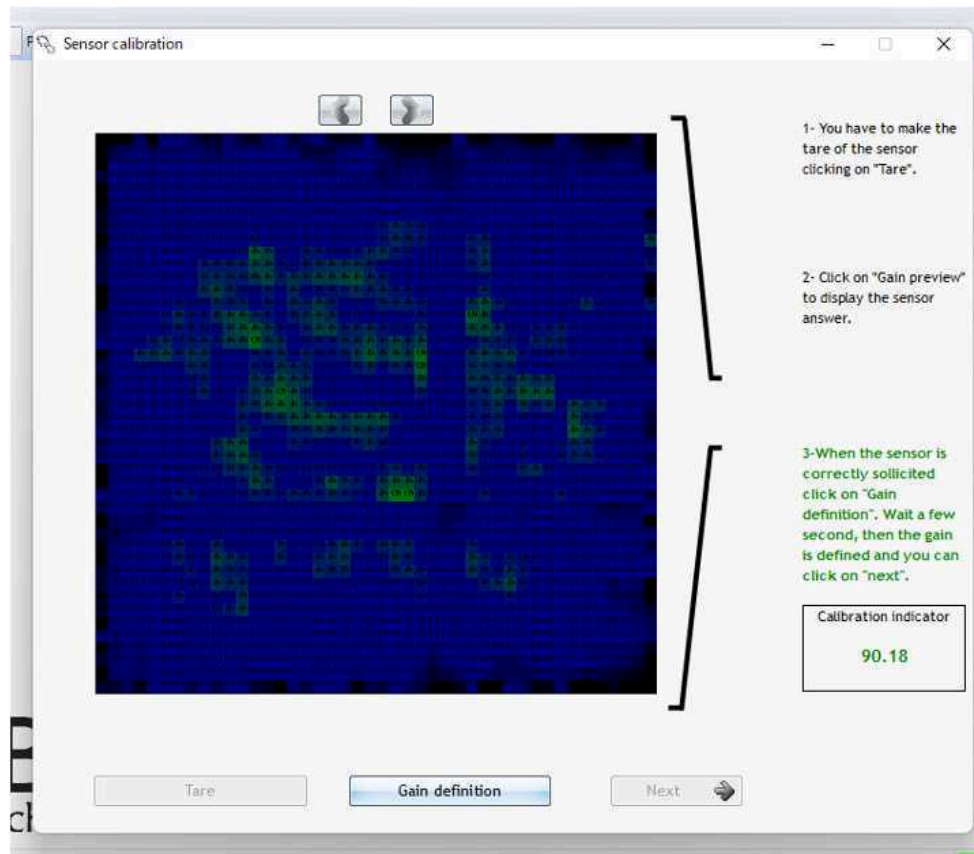 Sensor calibration
1- You have to make the
tare of the sensor
clicking on "Tare".
2- Click on "Gain preview"
to display the sensor
answer.
3-When the sensor is
correctly sollicited
click on "Gain
definition". Wait a few
second, then the gain
is defined and you can
click on "next".
Calibration indicator
90.18
Tare
Gain definition
Next